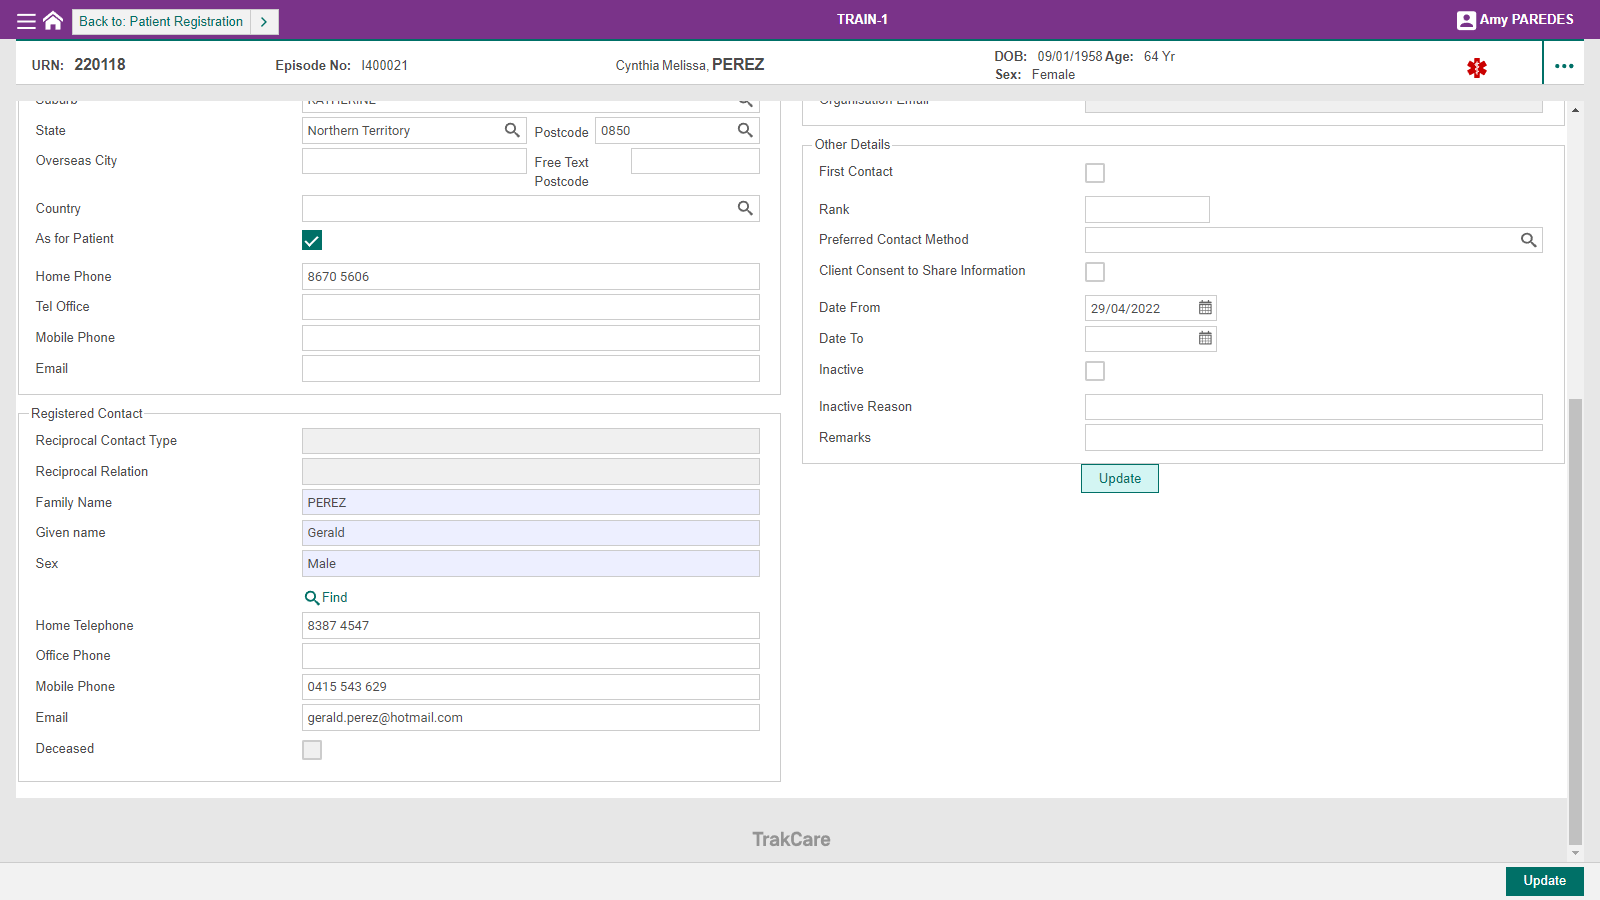 Back to: Patient Registration
TRAIN-1
Amy PAREDES
URN: 220118
Episode No: I400021
Cynthia Melissa, PEREZ
DOB: 09/01/1958 Age: 64 Yr
Sex: Female
Suburb KATHERINE
State Northern Territory Postcode 0850
Overseas City Free Text Postcode
Country
As for Patient
Home Phone 8670 5606
Tel Office
Mobile Phone
Email
Registered Contact
Reciprocal Contact Type
Reciprocal Relation
Family Name PEREZ
Given name Gerald
Sex Male
Find
Home Telephone 8387 4547
Office Phone
Mobile Phone 0415 543 629
Email gerald.perez@hotmail.com
Deceased
Organisation Email
Other Details
First Contact
Rank
Preferred Contact Method
Client Consent to Share Information
Date From 29/04/2022
Date To
Inactive
Inactive Reason
Remarks
Update
TrakCare
Update